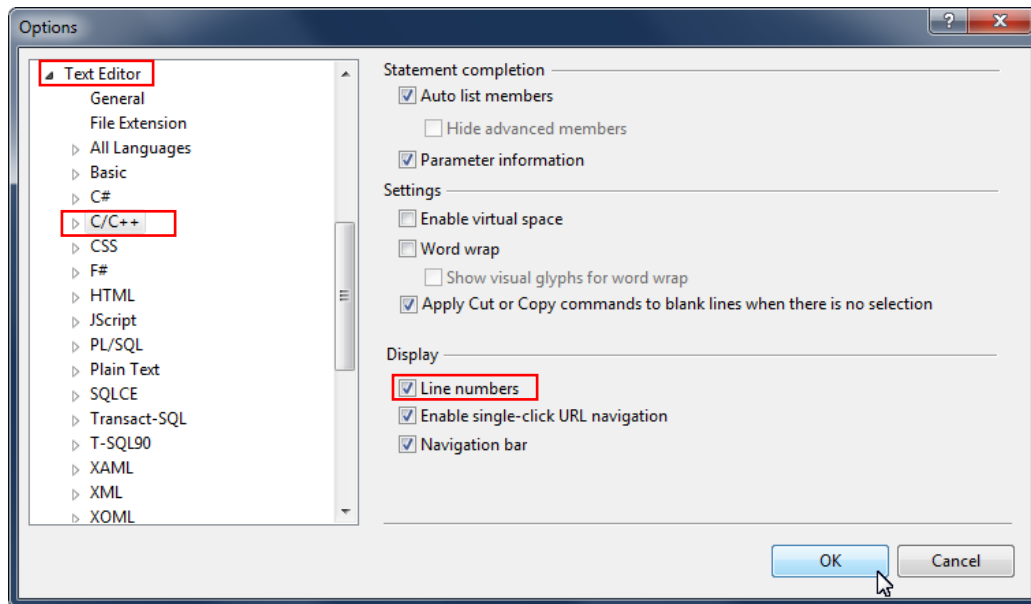 Options
Text Editor
General
File Extension
All Languages
Basic
C#
C/C++
CSS
F#
HTML
JScript
PL/SQL
Plain Text
SQLCE
Transact-SQL
T-SQL90
XAML
XML
XOML
Statement completion
Auto list members
Hide advanced members
Parameter information
Settings
Enable virtual space
Word wrap
Show visual glyphs for word wrap
Apply Cut or Copy commands to blank lines when there is no selection
Display
Line numbers
Enable single-click URL navigation
Navigation bar
OK
Cancel